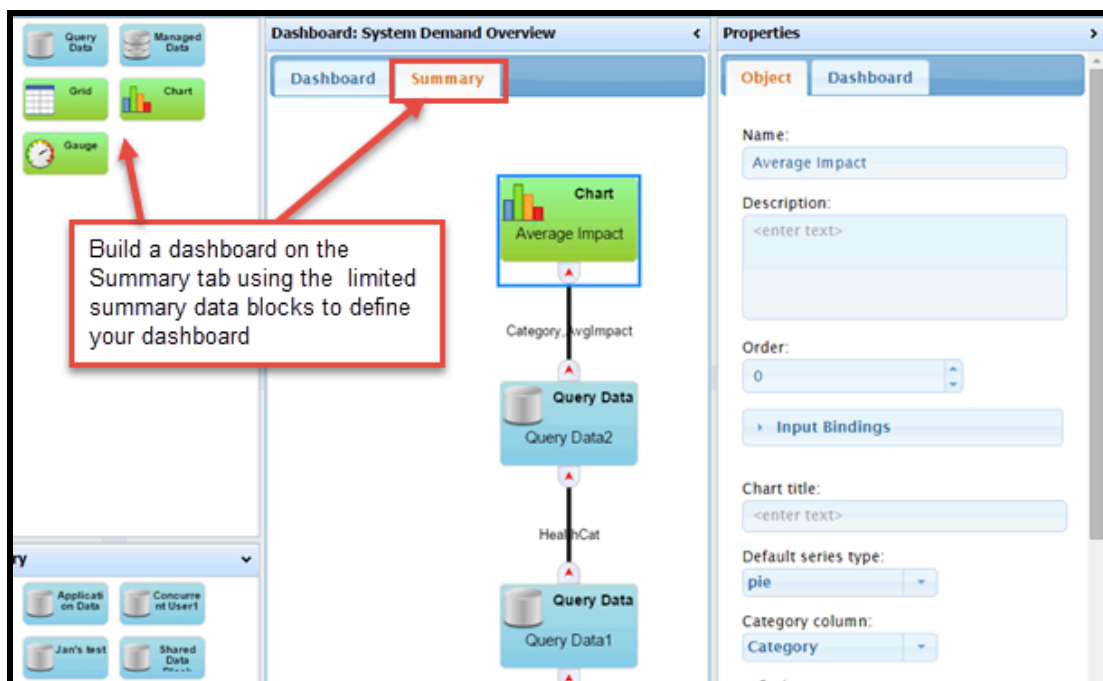 Query Data
Managed Data
Grid
Chart
Gauge
Dashboard: System Demand Overview
Dashboard
Summary
Build a dashboard on the
Summary tab using the limited
summary data blocks to define
your dashboard
Chart
Average Impact
Category, AvgImpact
Query Data
Query Data2
HealthCat
Query Data
Query Data1
ry
Applicati
on Data
Concurre
nt User1
Jan's test
Shared
Data
Properties
Object
Dashboard
Name:
Average Impact
Description:
<enter text>
Order:
0
Input Bindings
Chart title:
<enter text>
Default series type:
pie
Category column:
Category